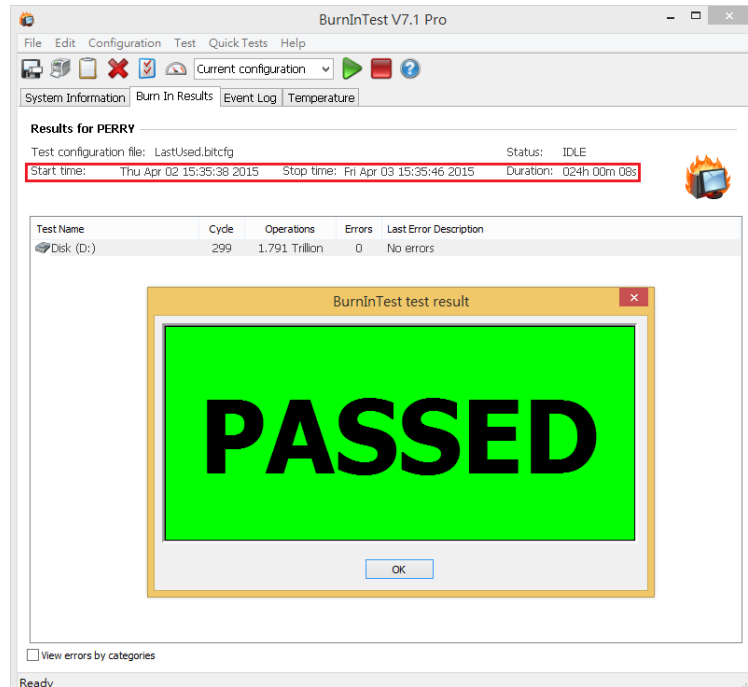 BurnInTest V7.1 Pro
File Edit Configuration Test Quick Tests Help
Current configuration
System Information Burn In Results Event Log Temperature
Results for PERRY
Test configuration file: LastUsed.bitcfg Status: IDLE
Start time: Thu Apr 02 15:35:38 2015 Stop time: Fri Apr 03 15:35:46 2015 Duration: 024h 00m 08s
Test Name Cycle Operations Errors Last Error Description
Disk (D:) 299 1.791 Trillion 0 No errors
BurnInTest test result
PASSED
OK
View errors by categories
Ready